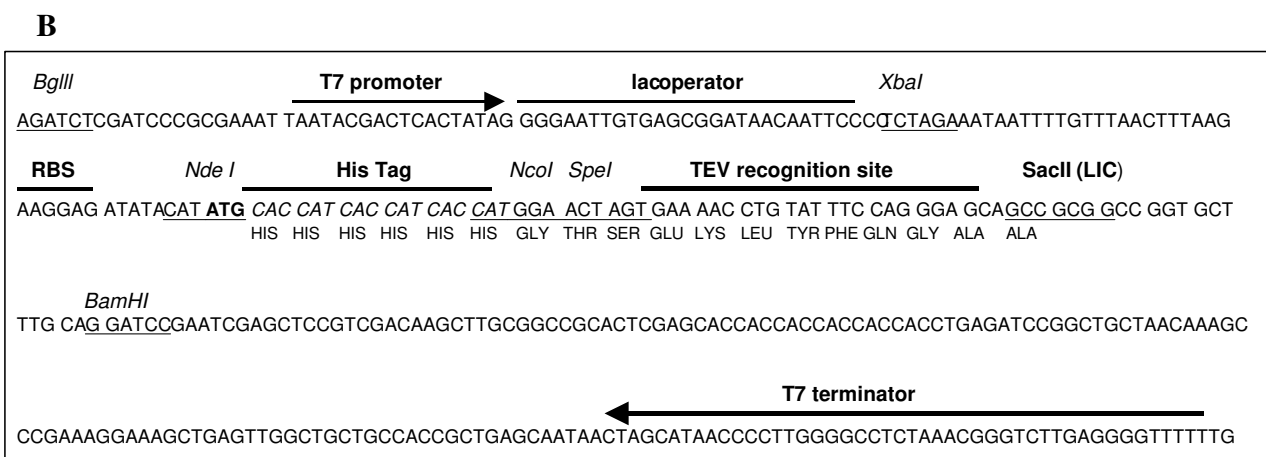 B
BglII T7 promoter lacoperator XbaI
AGATCTCGATCCCGCGAAAT TAATACGACTCACTATAG GGGAATTGTGAGCGGATAACAATTCCCCTCTAGAAATAATTTTGTTTAACTTTAAG
RBS Nde I His Tag NcoI SpeI TEV recognition site SacII (LIC)
AAGGAG ATATACAT ATG CAC CAT CAC CAT CAC CAT GGA ACT AGT GAA AAC CTG TAT TTC CAG GGA GCA GCC GCG GCC GGT GCT
HIS HIS HIS HIS HIS HIS GLY THR SER GLU LYS LEU TYR PHE GLN GLY ALA ALA
BamHI
TTG CAG GATCCGAATCGAGCTCCGTCGACAAGCTTGCGGCCGCACTCGAGCACCACCACCACCACCACCTGAGATCCGGCTGCTAACAAAGC
T7 terminator
CCGAAAGGAAAGCTGAGTTGGCTGCTGCCACCGCTGAGCAATAACTAGCATAACCCCTTGGGGCCTCTAAACGGGTCTTGAGGGGTTTTTTG